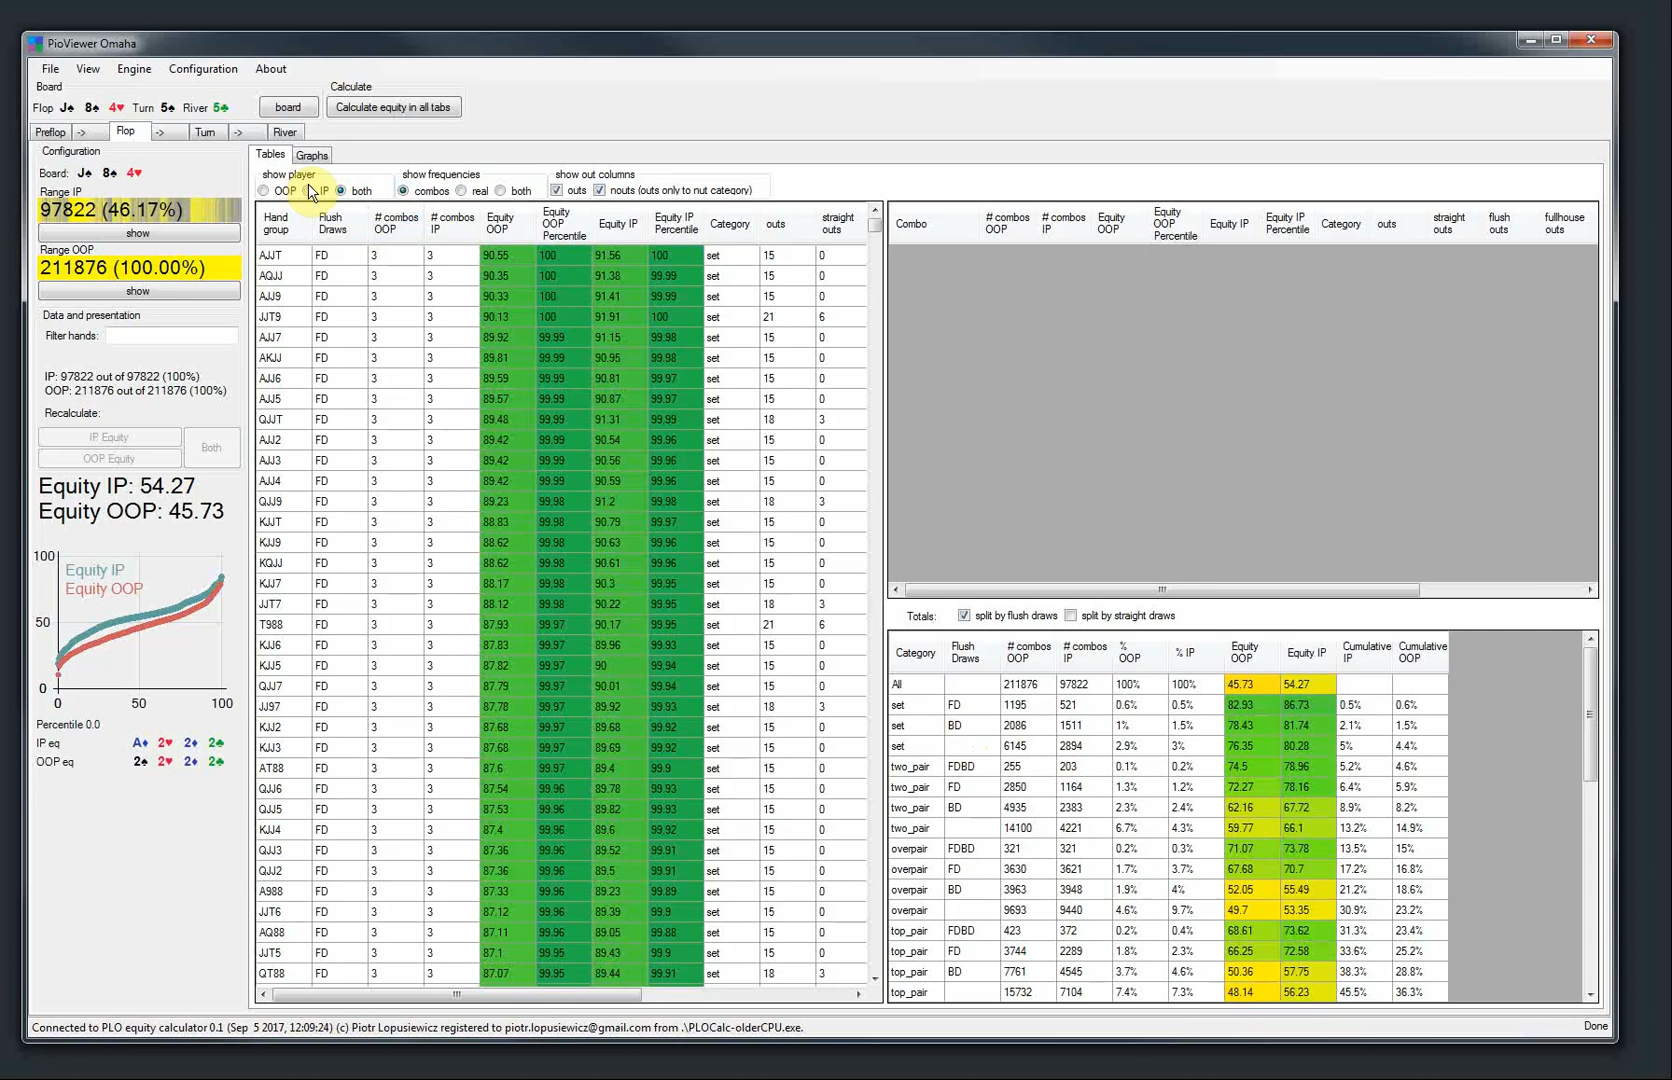 PioViewer Omaha
File View Engine Configuration About
Board Calculate
Flop J♠ 8♠ 4♥ Turn 5♠ River 5♣ board Calculate equity in all tabs
Preflop -> Flop -> Turn -> River
Configuration
Board: J♠ 8♠ 4♥
Range IP
97822 (46.17%)
show
Range OOP
211876 (100.00%)
show
Data and presentation
Filter hands:
IP: 97822 out of 97822 (100%)
OOP: 211876 out of 211876 (100%)
Recalculate:
IP Equity
OOP Equity
Both
Equity IP: 54.27
Equity OOP: 45.73
100
Equity IP
Equity OOP
50
0
0 50 100
Percentile 0.0
IP eq A♦ 2♥ 2♦ 2♣
OOP eq 2♠ 2♥ 2♦ 2♣
Tables Graphs
show player show frequencies show out columns
OOP IP both combos real both outs nouts (outs only to nut category)
Hand group Flush Draws # combos OOP # combos IP Equity OOP Equity OOP Percentile Equity IP Equity IP Percentile Category outs straight outs
AJJT FD 3 3 90.55 100 91.56 100 set 15 0
AQJJ FD 3 3 90.35 100 91.38 99.99 set 15 0
AJJ9 FD 3 3 90.33 100 91.41 99.99 set 15 0
JJT9 FD 3 3 90.13 100 91.91 100 set 21 6
AJJ7 FD 3 3 89.92 99.99 91.15 99.98 set 15 0
AKJJ FD 3 3 89.81 99.99 90.95 99.98 set 15 0
AJJ6 FD 3 3 89.59 99.99 90.81 99.97 set 15 0
AJJ5 FD 3 3 89.57 99.99 90.87 99.97 set 15 0
QJJT FD 3 3 89.48 99.99 91.31 99.99 set 18 3
AJJ2 FD 3 3 89.42 99.99 90.54 99.96 set 15 0
AJJ3 FD 3 3 89.42 99.99 90.56 99.96 set 15 0
AJJ4 FD 3 3 89.42 99.99 90.59 99.96 set 15 0
QJJ9 FD 3 3 89.23 99.98 91.2 99.98 set 18 3
KJJT FD 3 3 88.83 99.98 90.79 99.97 set 15 0
KJJ9 FD 3 3 88.62 99.98 90.63 99.96 set 15 0
KQJJ FD 3 3 88.62 99.98 90.61 99.96 set 15 0
KJJ7 FD 3 3 88.17 99.98 90.3 99.95 set 15 0
JJT7 FD 3 3 88.12 99.98 90.22 99.95 set 18 3
T988 FD 3 3 87.93 99.97 90.17 99.95 set 21 6
KJJ6 FD 3 3 87.83 99.97 89.96 99.93 set 15 0
KJJ5 FD 3 3 87.82 99.97 90 99.94 set 15 0
QJJ7 FD 3 3 87.79 99.97 90.01 99.94 set 15 0
JJ97 FD 3 3 87.78 99.97 89.92 99.93 set 18 3
KJJ2 FD 3 3 87.68 99.97 89.68 99.92 set 15 0
KJJ3 FD 3 3 87.68 99.97 89.69 99.92 set 15 0
AT88 FD 3 3 87.6 99.97 89.4 99.9 set 15 0
QJJ6 FD 3 3 87.54 99.96 89.78 99.93 set 15 0
QJJ5 FD 3 3 87.53 99.96 89.82 99.93 set 15 0
KJJ4 FD 3 3 87.4 99.96 89.6 99.92 set 15 0
QJJ3 FD 3 3 87.36 99.96 89.52 99.91 set 15 0
QJJ2 FD 3 3 87.36 99.96 89.5 99.91 set 15 0
A988 FD 3 3 87.33 99.96 89.23 99.89 set 15 0
JJT6 FD 3 3 87.12 99.96 89.39 99.9 set 15 0
AQ88 FD 3 3 87.11 99.96 89.05 99.88 set 15 0
JJT5 FD 3 3 87.1 99.96 89.43 99.9 set 15 0
QT88 FD 3 3 87.07 99.95 89.44 99.91 set 18 3
Combo # combos OOP # combos IP Equity OOP Equity OOP Percentile Equity IP Equity IP Percentile Category outs straight outs flush outs fullhouse outs
Totals: split by flush draws split by straight draws
Category Flush Draws # combos OOP # combos IP % OOP % IP Equity OOP Equity IP Cumulative IP Cumulative OOP
All 211876 97822 100% 100% 45.73 54.27
set FD 1195 521 0.6% 0.5% 82.93 86.73 0.5% 0.6%
set BD 2086 1511 1% 1.5% 78.43 81.74 2.1% 1.5%
set 6145 2894 2.9% 3% 76.35 80.28 5% 4.4%
two_pair FDBD 255 203 0.1% 0.2% 74.5 78.96 5.2% 4.6%
two_pair FD 2850 1164 1.3% 1.2% 72.27 78.16 6.4% 5.9%
two_pair BD 4935 2383 2.3% 2.4% 62.16 67.72 8.9% 8.2%
two_pair 14100 4221 6.7% 4.3% 59.77 66.1 13.2% 14.9%
overpair FDBD 321 321 0.2% 0.3% 71.07 73.78 13.5% 15%
overpair FD 3630 3621 1.7% 3.7% 67.68 70.7 17.2% 16.8%
overpair BD 3963 3948 1.9% 4% 52.05 55.49 21.2% 18.6%
overpair 9693 9440 4.6% 9.7% 49.7 53.35 30.9% 23.2%
top_pair FDBD 423 372 0.2% 0.4% 68.61 73.62 31.3% 23.4%
top_pair FD 3744 2289 1.8% 2.3% 66.25 72.58 33.6% 25.2%
top_pair BD 7761 4545 3.7% 4.6% 50.36 57.75 38.3% 28.8%
top_pair 15732 7104 7.4% 7.3% 48.14 56.23 45.5% 36.3%
Connected to PLO equity calculator 0.1 (Sep 5 2017, 12:09:24) (c) Piotr Lopusiewicz registered to piotr.lopusiewicz@gmail.com from .\PLOCalc-olderCPU.exe. Done